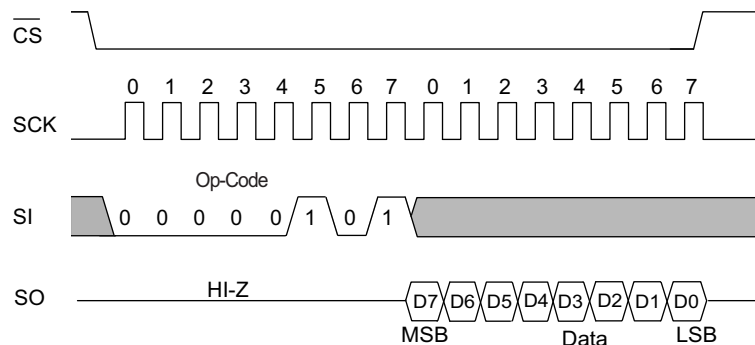 CS
0 1 2 3 4 5 6 7 0 1 2 3 4 5 6 7
SCK
Op-Code
SI 0 0 0 0 0 1 0 1
HI-Z
SO D7 D6 D5 D4 D3 D2 D1 D0
MSB Data LSB